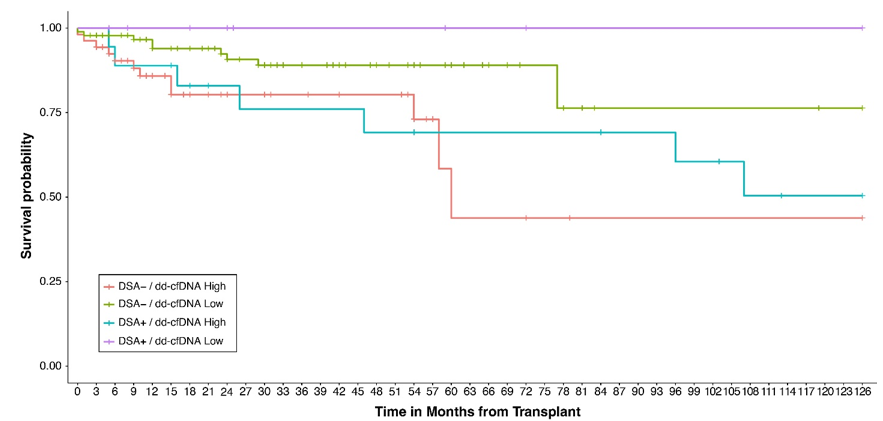 1.00
0.75
0.50
0.25
0.00
Survival probability
DSA− / dd-cfDNA High
DSA− / dd-cfDNA Low
DSA+ / dd-cfDNA High
DSA+ / dd-cfDNA Low
0 3 6 9 12 15 18 21 24 27 30 33 36 39 42 45 48 51 54 57 60 63 66 69 72 75 78 81 84 87 90 93 96 99 102 105 108 111 114 117 120 123 126
Time in Months from Transplant